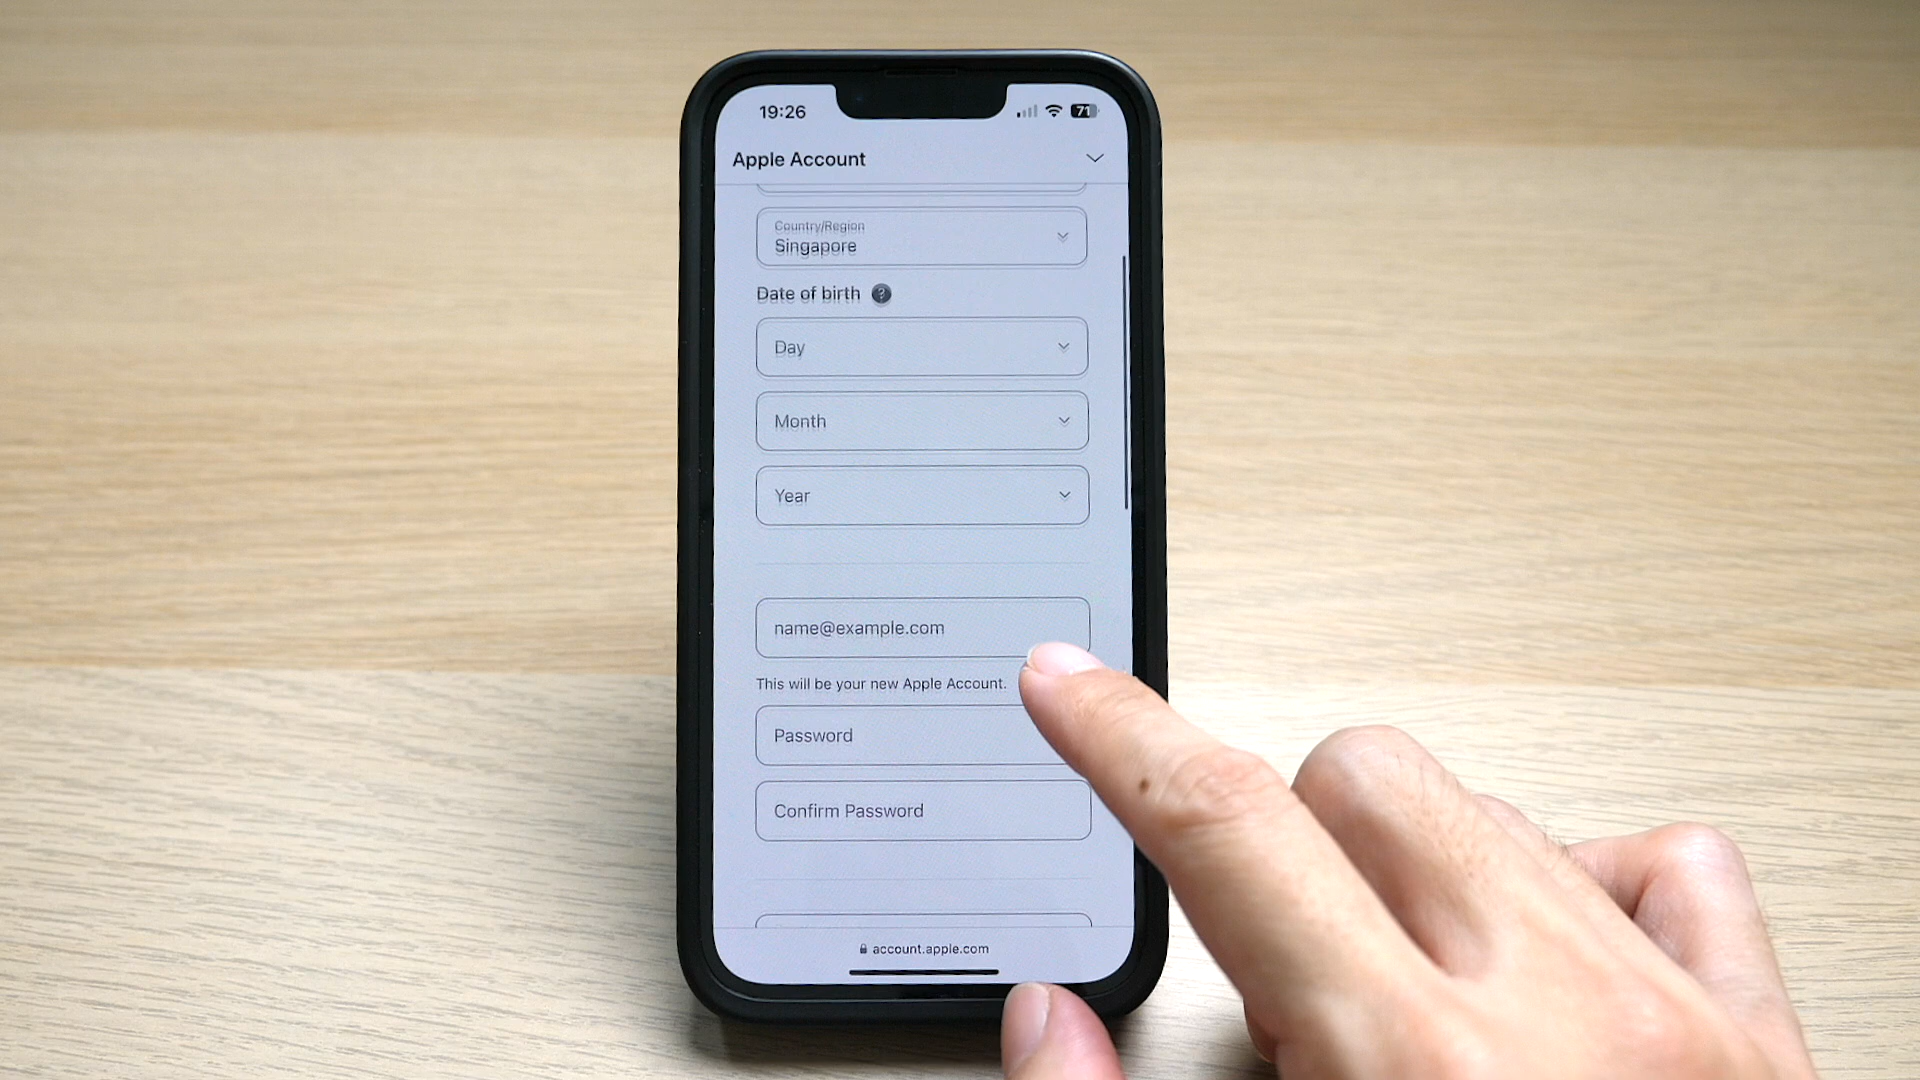 19:26
71
Apple Account
Country/Region
Singapore
Date of birth ?
Day
Month
Year
name@example.com
This will be your new Apple Account.
Password
Confirm Password
account.apple.com